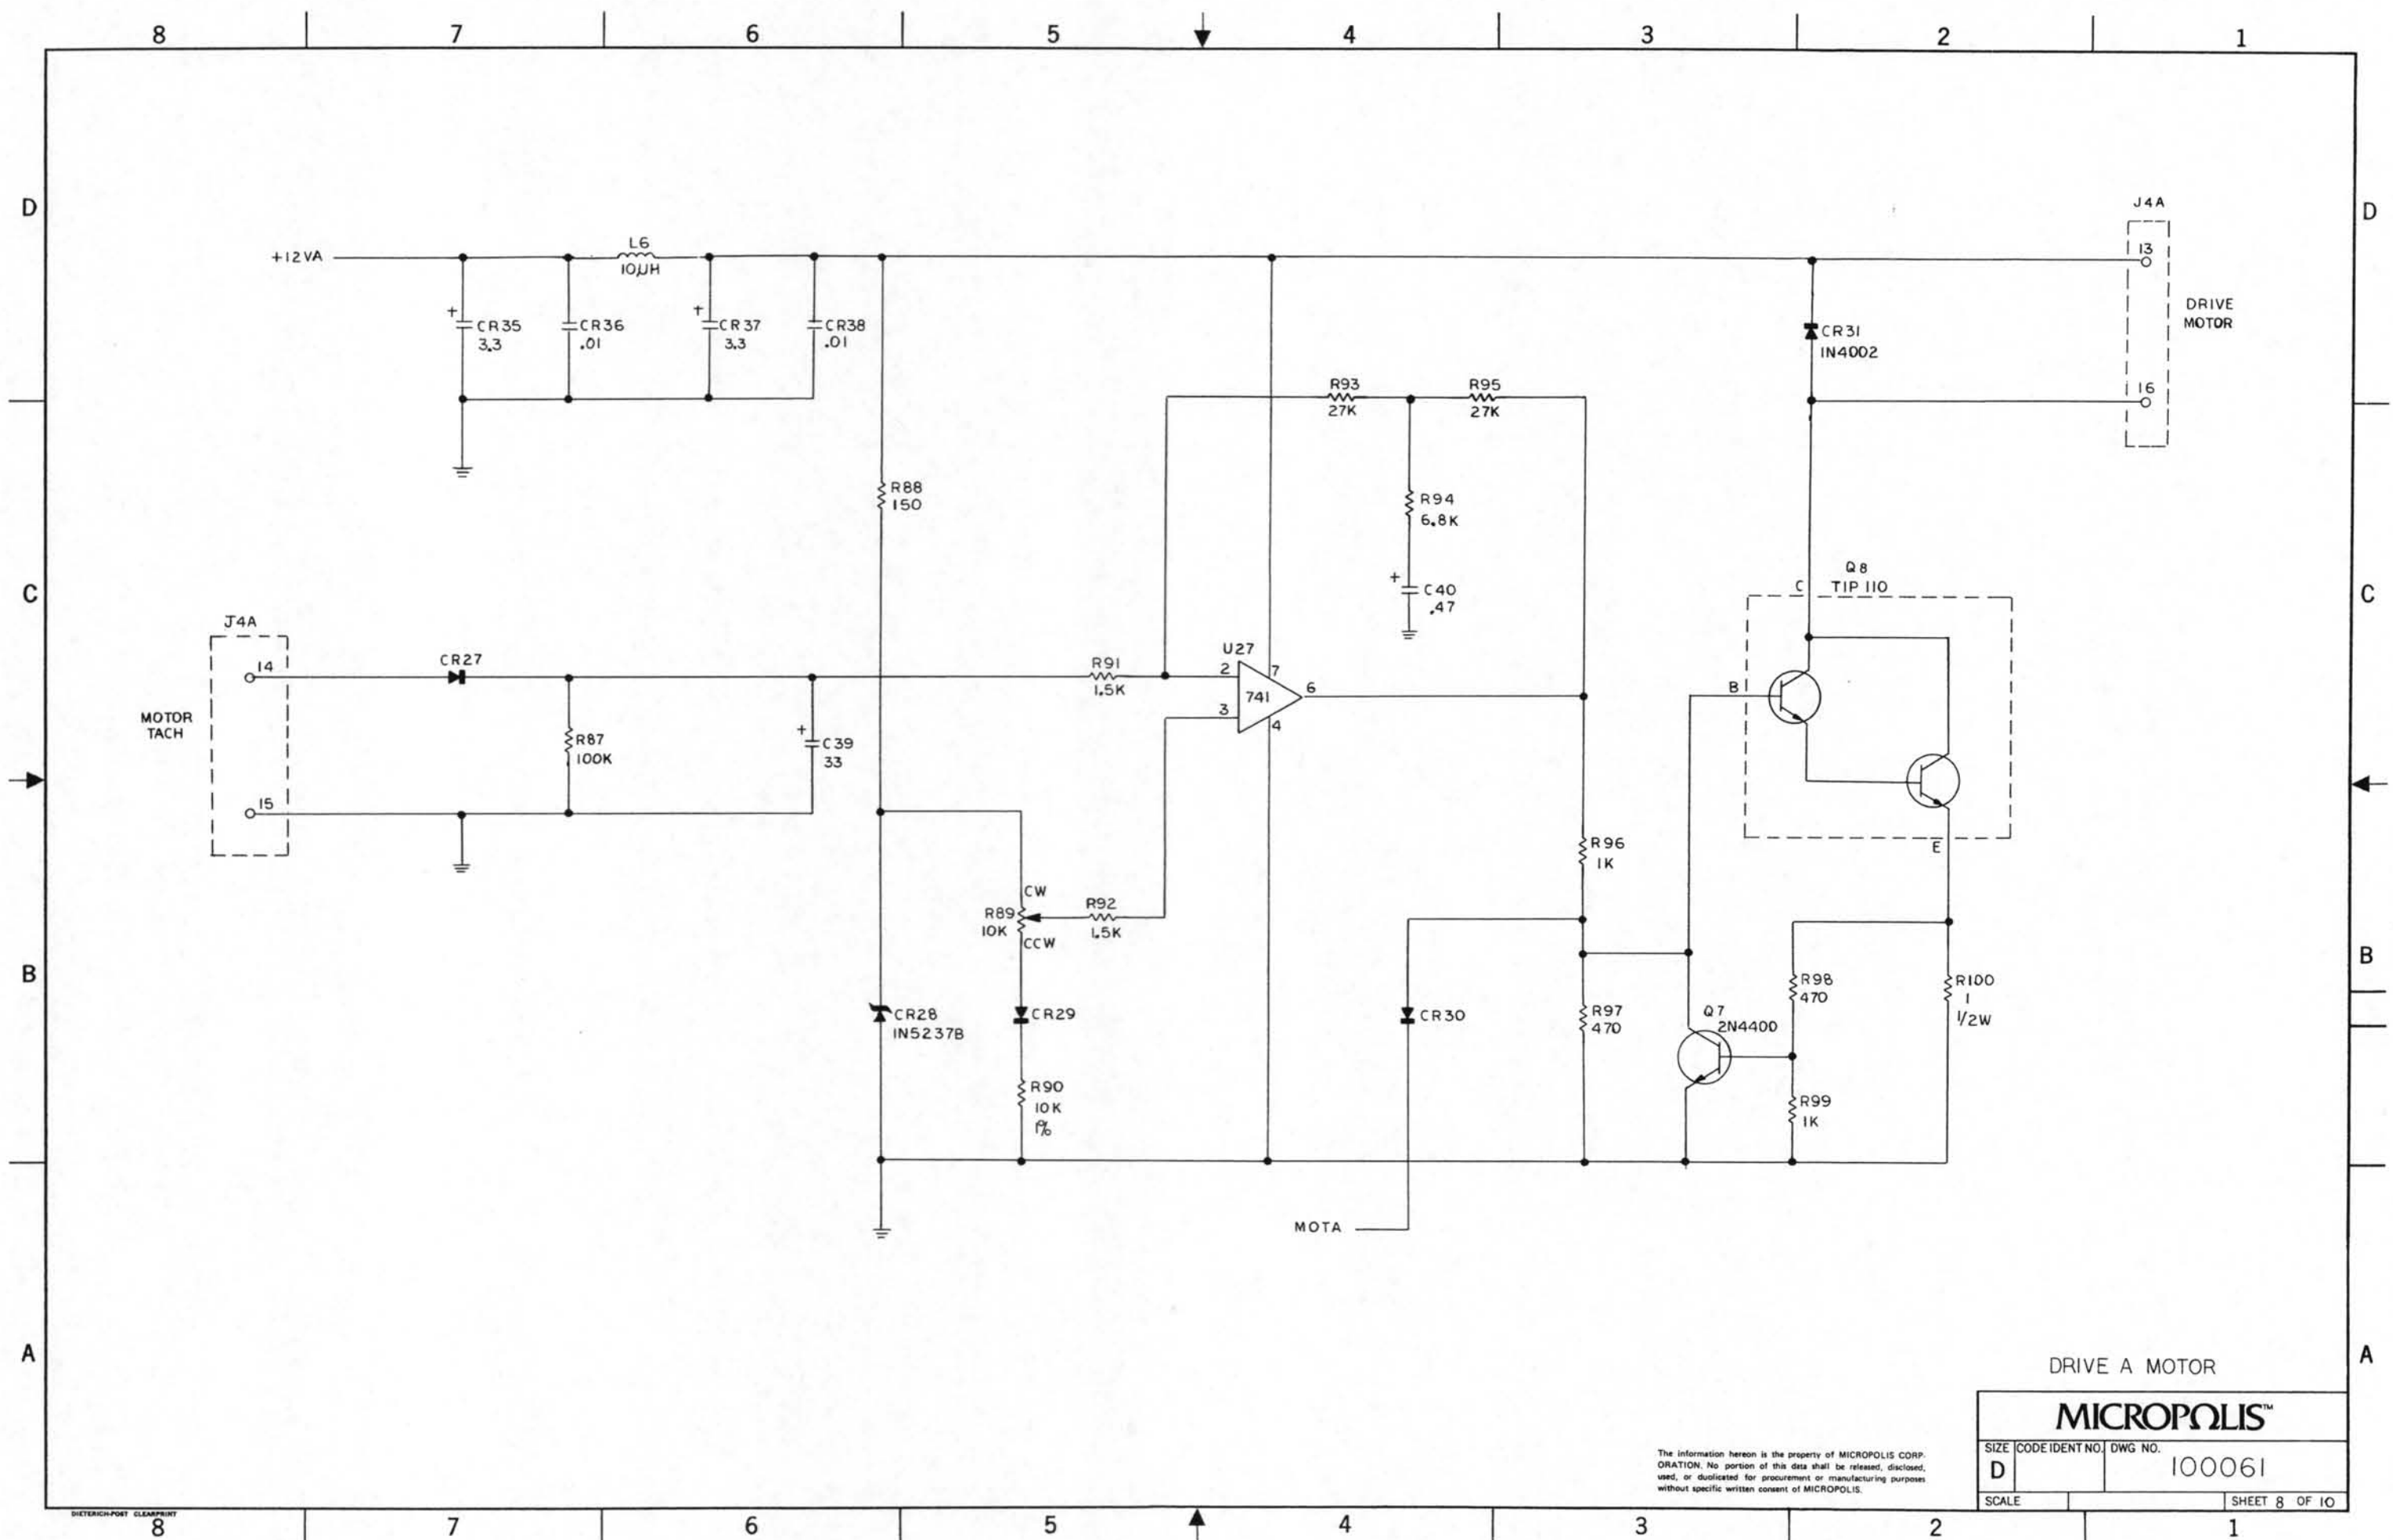 8 7 6 5 4 3 2 1
D
D
J4A
13
+12VA
L6
10µH
DRIVE
MOTOR
CR35
3.3
+
CR36
.01
CR37
3.3
+
CR38
.01
CR31
1N4002
16
R93
27K
R95
27K
R88
150
R94
6.8K
+
C40
.47
C
C
Q8
TIP 110
C
B
E
J4A
14
CR27
MOTOR
TACH
15
R87
100K
+
C39
33
R91
1.5K
U27
2
741
7
6
3
4
R96
1K
CW
R89
10K
CCW
R92
1.5K
B
B
CR28
1N5237B
CR29
CR30
R97
470
Q7
2N4400
R98
470
R100
1
1/2W
R90
10K
1%
R99
1K
MOTA
A
A
DRIVE A MOTOR
MICROPOLIS™
The information hereon is the property of MICROPOLIS CORP-
ORATION. No portion of this data shall be released, disclosed,
used, or duplicated for procurement or manufacturing purposes
without specific written consent of MICROPOLIS.
SIZE CODE IDENT NO. DWG NO.
D 100061
SCALE SHEET 8 OF 10
DIETERICH-POST CLEARPRINT
8 7 6 5 4 3 2 1